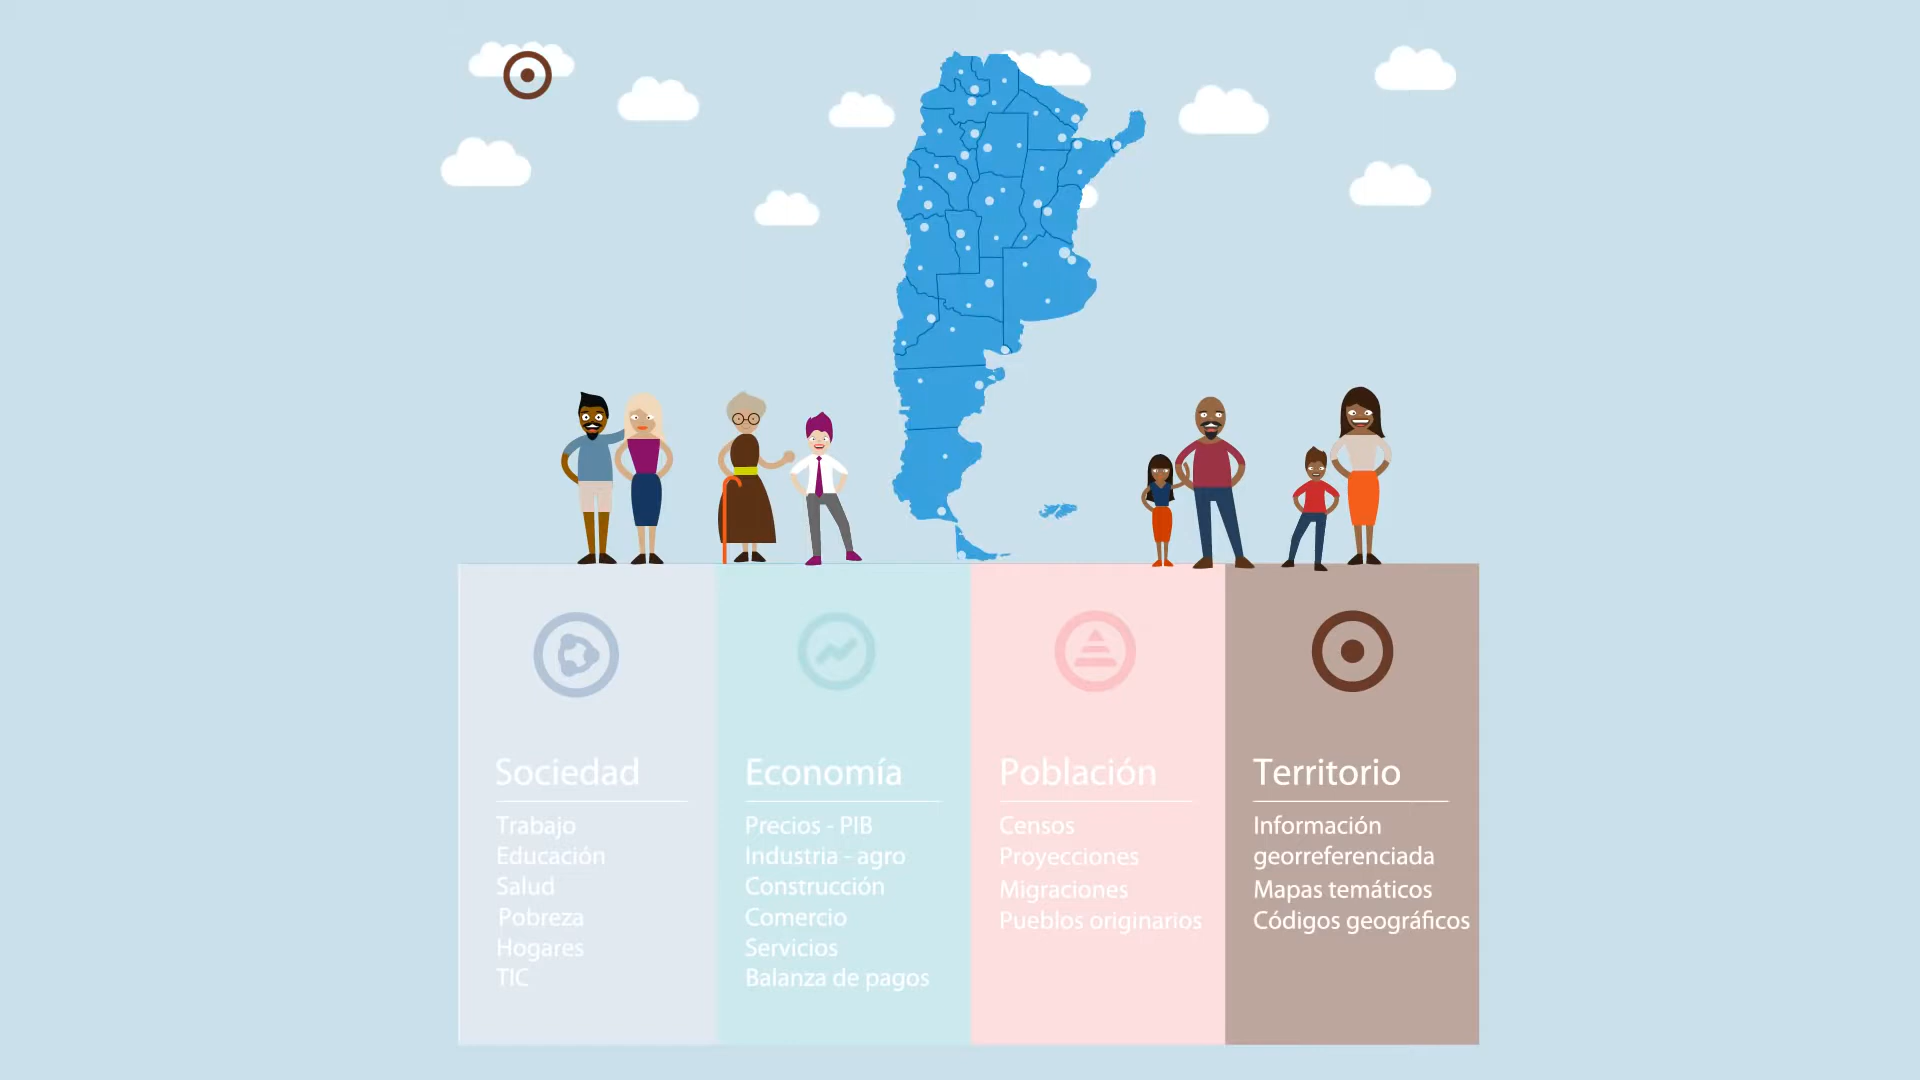 Sociedad
Trabajo
Educación
Salud
Pobreza
Hogares
TIC
Economía
Precios - PIB
Industria - agro
Construcción
Comercio
Servicios
Balanza de pagos
Población
Censos
Proyecciones
Migraciones
Pueblos originarios
Territorio
Información
georreferenciada
Mapas temáticos
Códigos geográficos